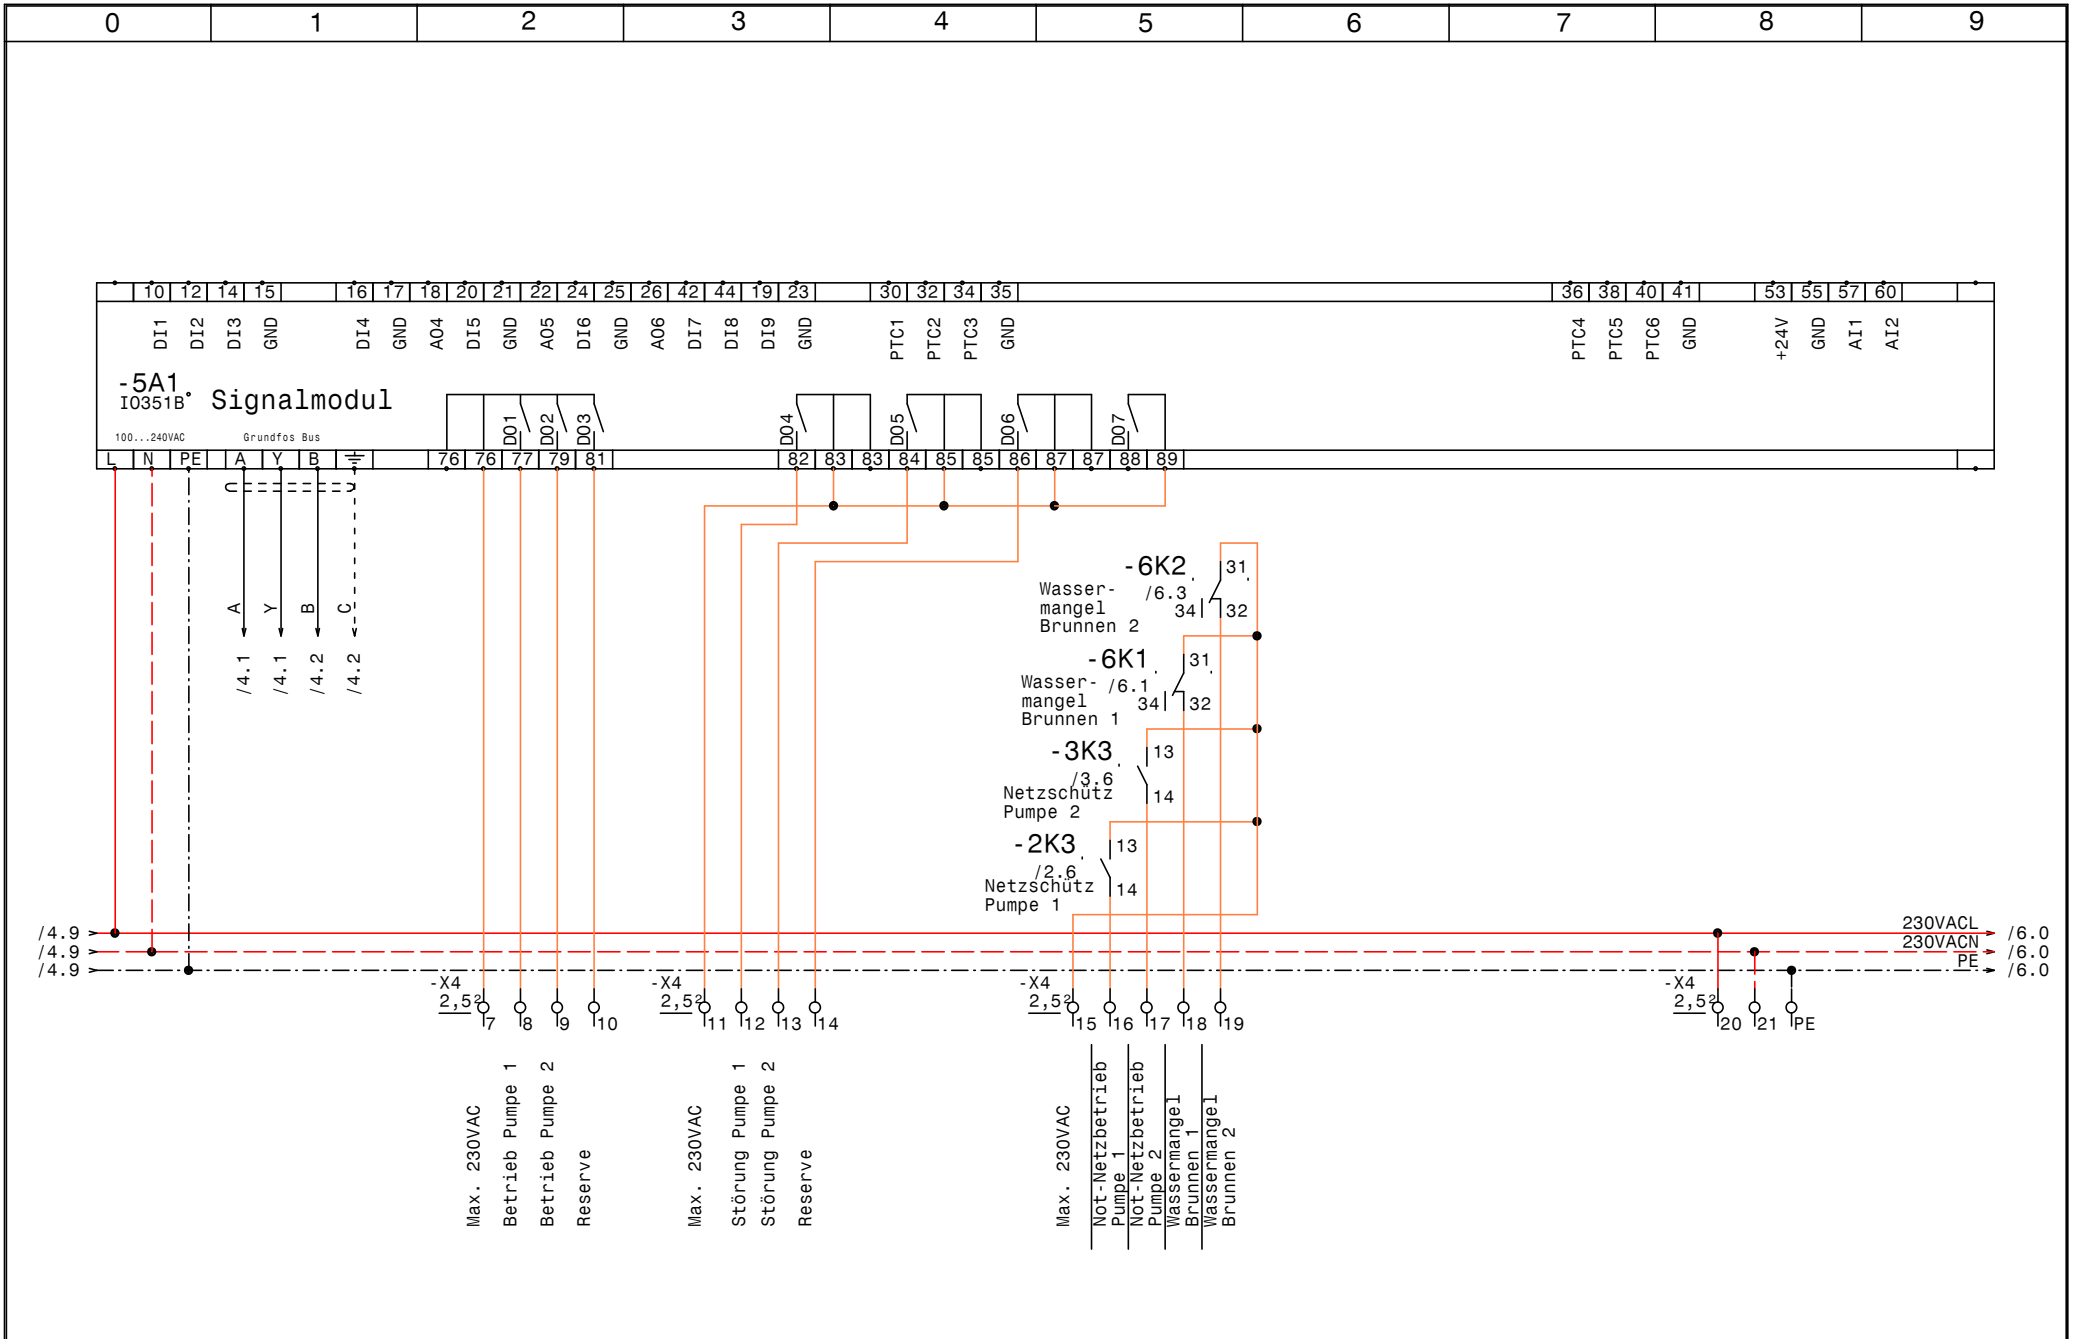 0 1 2 3 4 5 6 7 8 9
10 12 14 15 16 17 18 20 21 22 24 25 26 42 44 19 23 30 32 34 35 36 38 40 41 53 55 57 60
DI1 DI2 DI3 GND DI4 GND AO4 DI5 GND AO5 DI6 GND AO6 DI7 DI8 DI9 GND PTC1 PTC2 PTC3 GND PTC4 PTC5 PTC6 GND +24V GND AI1 AI2
-5A1
IO351B° Signalmodul
DO1 DO2 DO3 DO4 DO5 DO6 DO7
100...240VAC Grundfos Bus
L N PE A Y B 76 76 77 79 81 82 83 83 84 85 85 86 87 87 88 89
A Y B C
/4.1 /4.1 /4.2 /4.2
-6K2 31
/6.3
34 32
Wasser-
mangel
Brunnen 2
-6K1 31
/6.1
34 32
Wasser-
mangel
Brunnen 1
-3K3 13
/3.6
14
Netzschütz
Pumpe 2
-2K3 13
/2.6
14
Netzschütz
Pumpe 1
/4.9 230VACL /6.0
/4.9 230VACN /6.0
/4.9 PE /6.0
-X4 -X4 -X4 -X4
2,5² 2,5² 2,5² 2,5²
7 8 9 10 11 12 13 14 15 16 17 18 19 20 21 PE
Max. 230VAC
Betrieb Pumpe 1
Betrieb Pumpe 2
Reserve
Max. 230VAC
Störung Pumpe 1
Störung Pumpe 2
Reserve
Max. 230VAC
Not-Netzbetrieb
Pumpe 1
Not-Netzbetrieb
Pumpe 2
Wassermangel
Brunnen 1
Wassermangel
Brunnen 2